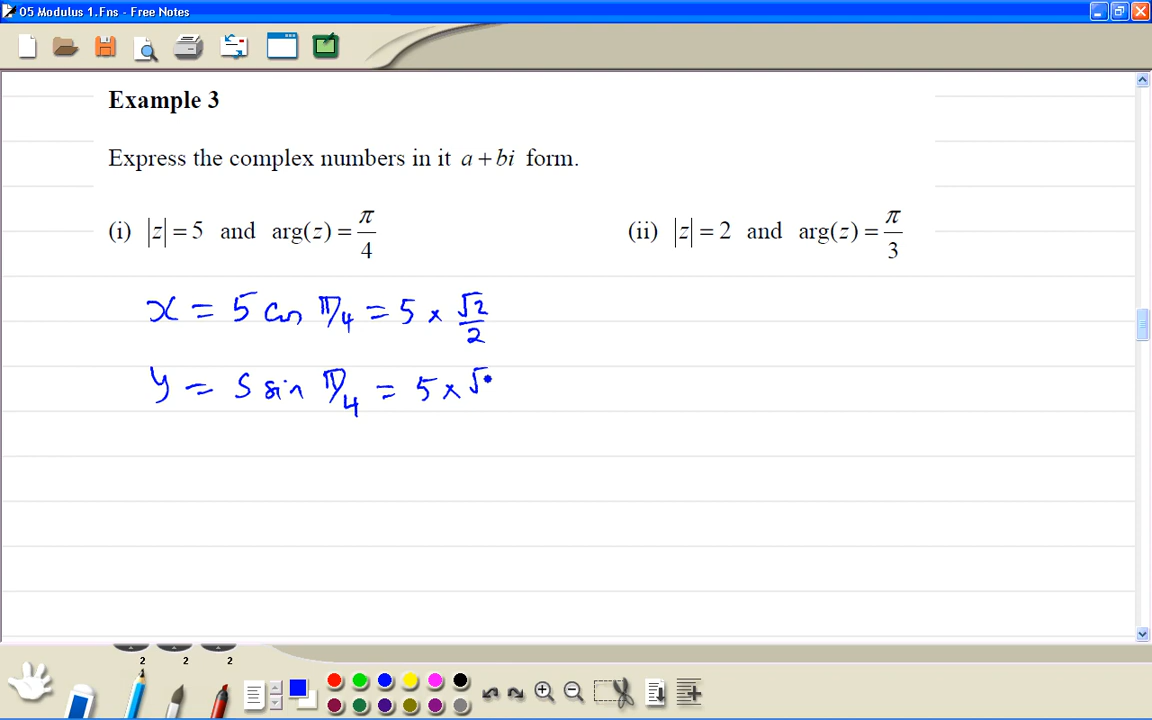 05 Modulus 1.Fns - Free Notes
Example 3
Express the complex numbers in it a + bi form.
(i) |z| = 5 and arg(z) = π/4
(ii) |z| = 2 and arg(z) = π/3
x = 5 cos π/4 = 5 × √2/2
y = 5 sin π/4 = 5 × √
2 2 2